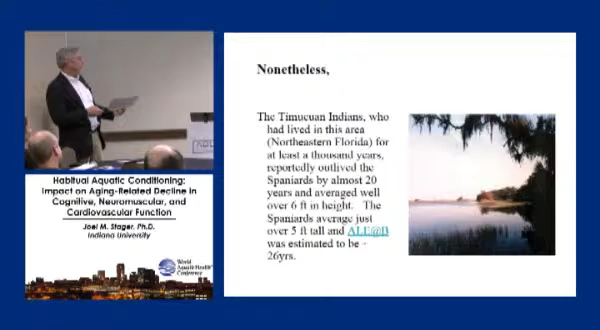 Nonetheless,
The Timucuan Indians, who
had lived in this area
(Northeastern Florida) for
at least a thousand years,
reportedly outlived the
Spaniards by almost 20
years and averaged well
over 6 ft in height. The
Spaniards average just
over 5 ft tall and ALE@B
was estimated to be ~
26yrs.
Habitual Aquatic Conditioning:
Impact on Aging-Related Decline in
Cognitive, Neuromuscular, and
Cardiovascular Function
Joel M. Stager, Ph.D.
Indiana University
World
Aquatic Health
Conference